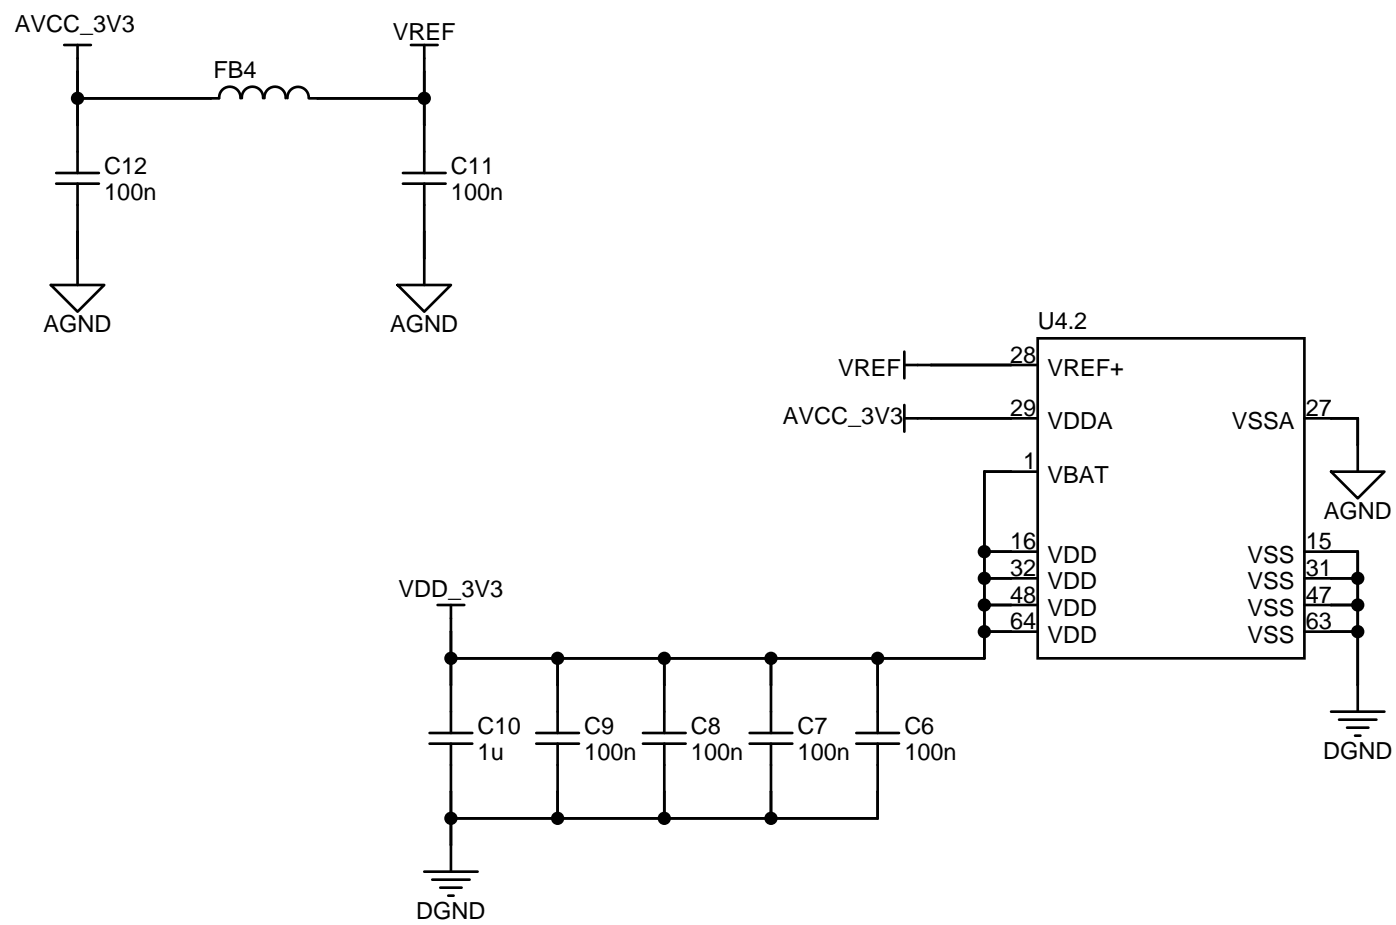 AVCC_3V3
VREF
FB4
C12
100n
C11
100n
AGND
AGND
U4.2
VREF 28 VREF+
AVCC_3V3 29 VDDA
VSSA 27
1 VBAT
AGND
16 VDD
VSS 15
32 VDD
VSS 31
48 VDD
VSS 47
64 VDD
VSS 63
VDD_3V3
C10
1u
C9
100n
C8
100n
C7
100n
C6
100n
DGND
DGND